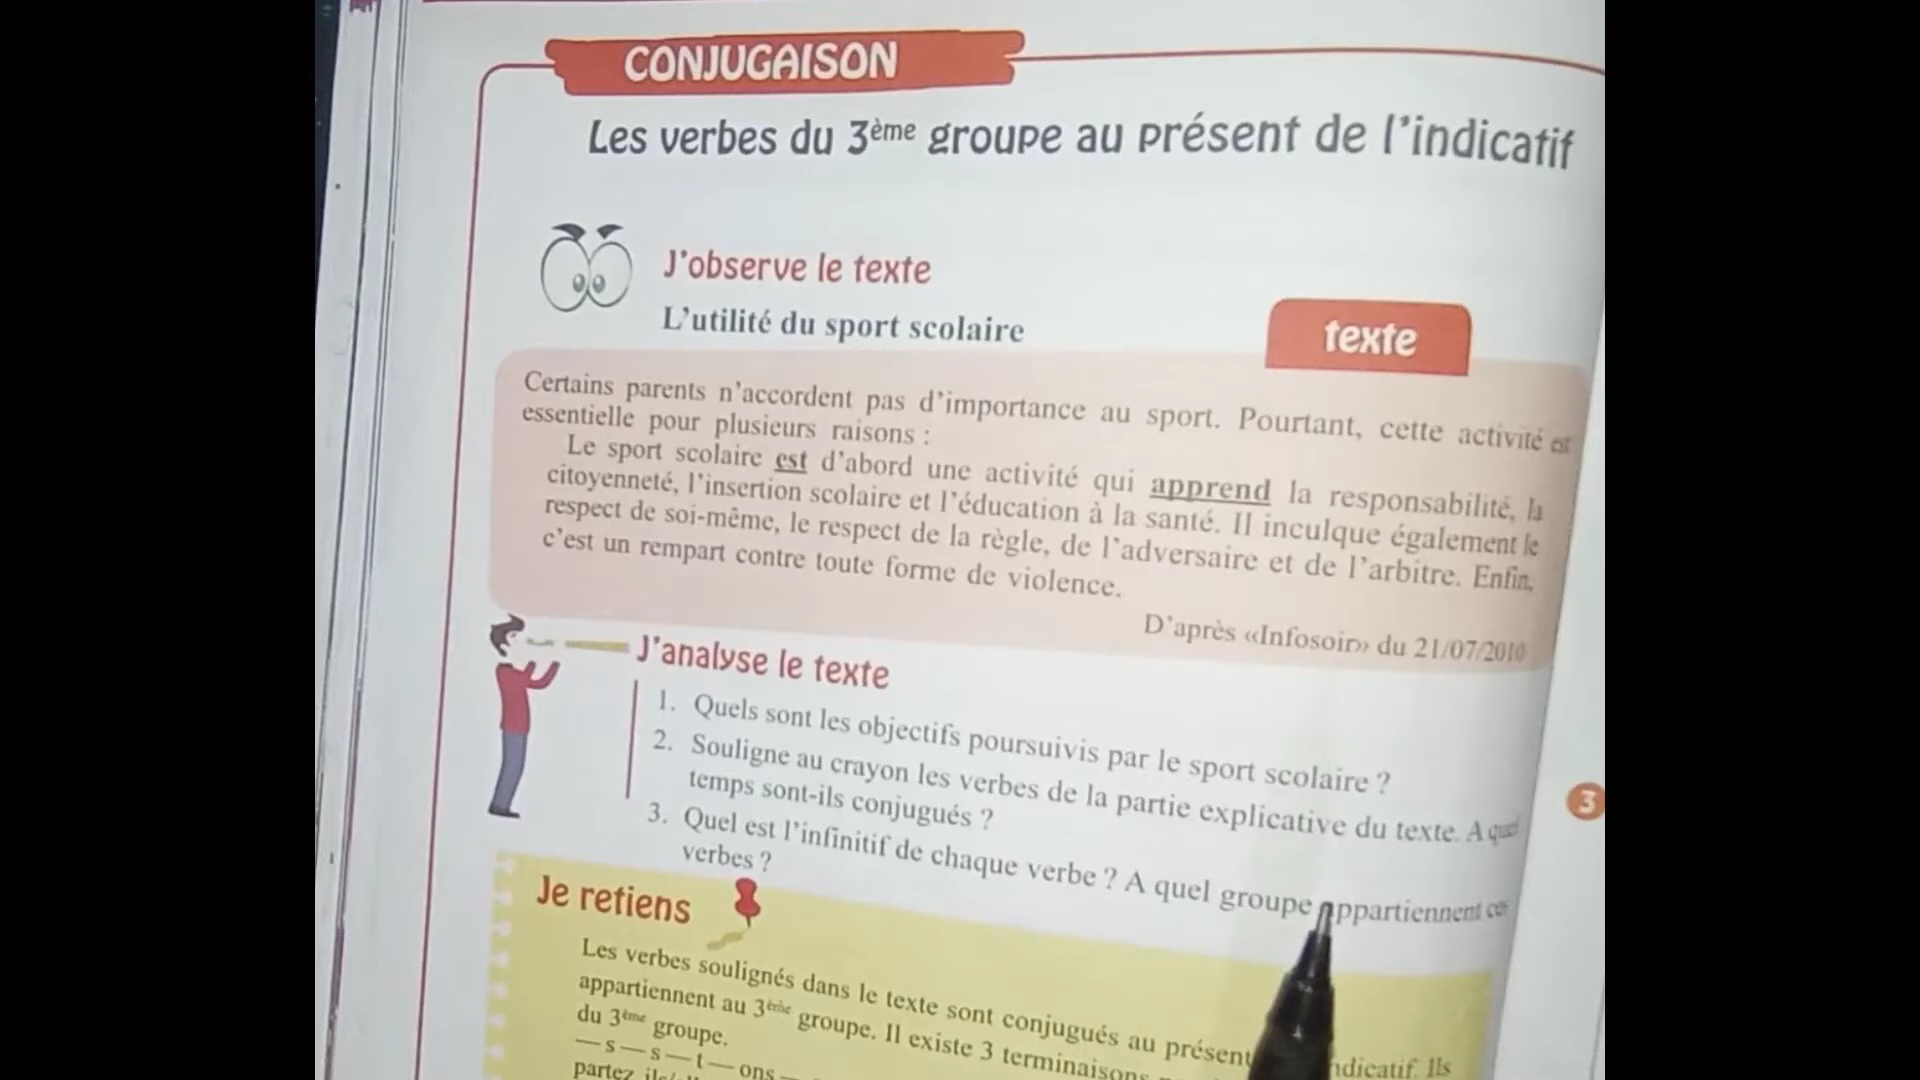 CONJUGAISON
Les verbes du 3ème groupe au présent de l'indicatif
J'observe le texte
L'utilité du sport scolaire
texte
Certains parents n'accordent pas d'importance au sport. Pourtant, cette activité est
essentielle pour plusieurs raisons :
Le sport scolaire est d'abord une activité qui apprend la responsabilité, la
citoyenneté, l'insertion scolaire et l'éducation à la santé. Il inculque également le
respect de soi-même, le respect de la règle, de l'adversaire et de l'arbitre. Enfin,
c'est un rempart contre toute forme de violence.
D'après «Infosoir» du 21/07/2010
J'analyse le texte
1. Quels sont les objectifs poursuivis par le sport scolaire ?
2. Souligne au crayon les verbes de la partie explicative du texte. A quel
temps sont-ils conjugués ?
3
3. Quel est l'infinitif de chaque verbe ? A quel groupe appartiennent ces
verbes ?
Je retiens
Les verbes soulignés dans le texte sont conjugués au présent indicatif. Ils
appartiennent au 3ème groupe. Il existe 3 terminaisons
du 3ème groupe.
— s — s — t — ons —
partez